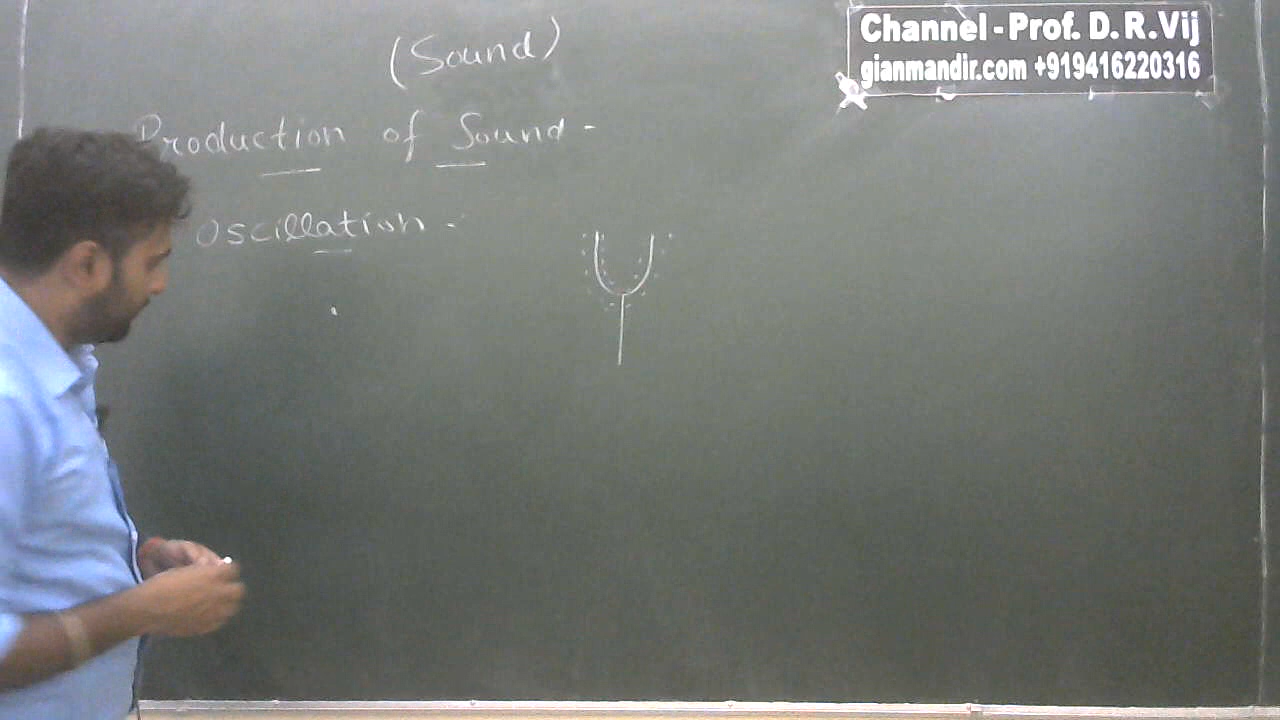 (Sound)
Channel - Prof. D. R. Vij
gianmandir.com +919416220316
Production of Sound -
Oscillation -